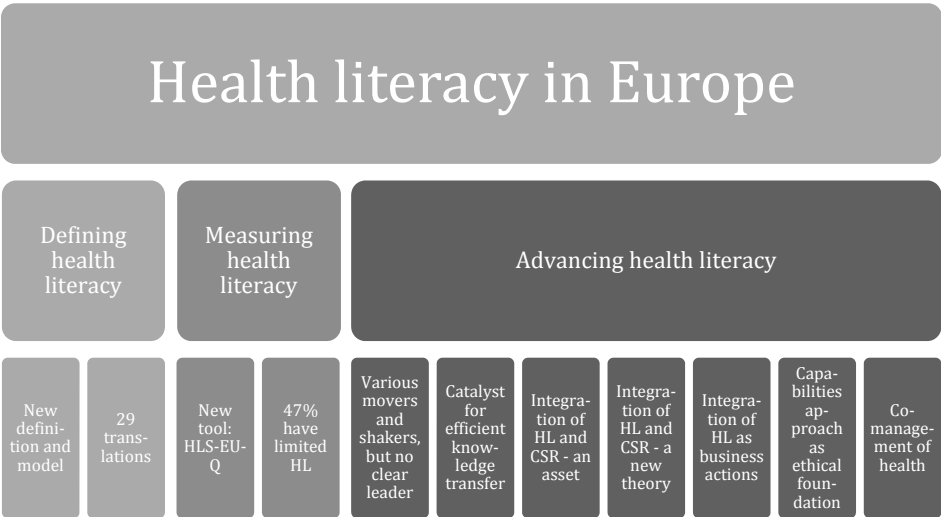 Health literacy in Europe
Defining
health
literacy
Measuring
health
literacy
Advancing health literacy
New
defini-
tion and
model
29
trans-
lations
New
tool:
HLS-EU-
Q
47%
have
limited
HL
Various
movers
and
shakers,
but no
clear
leader
Catalyst
for
efficient
know-
ledge
transfer
Integra-
tion of
HL and
CSR - an
asset
Integra-
tion of
HL and
CSR - a
new
theory
Integra-
tion of
HL as
business
actions
Capa-
bilities
ap-
proach
as
ethical
foun-
dation
Co-
manage-
ment of
health